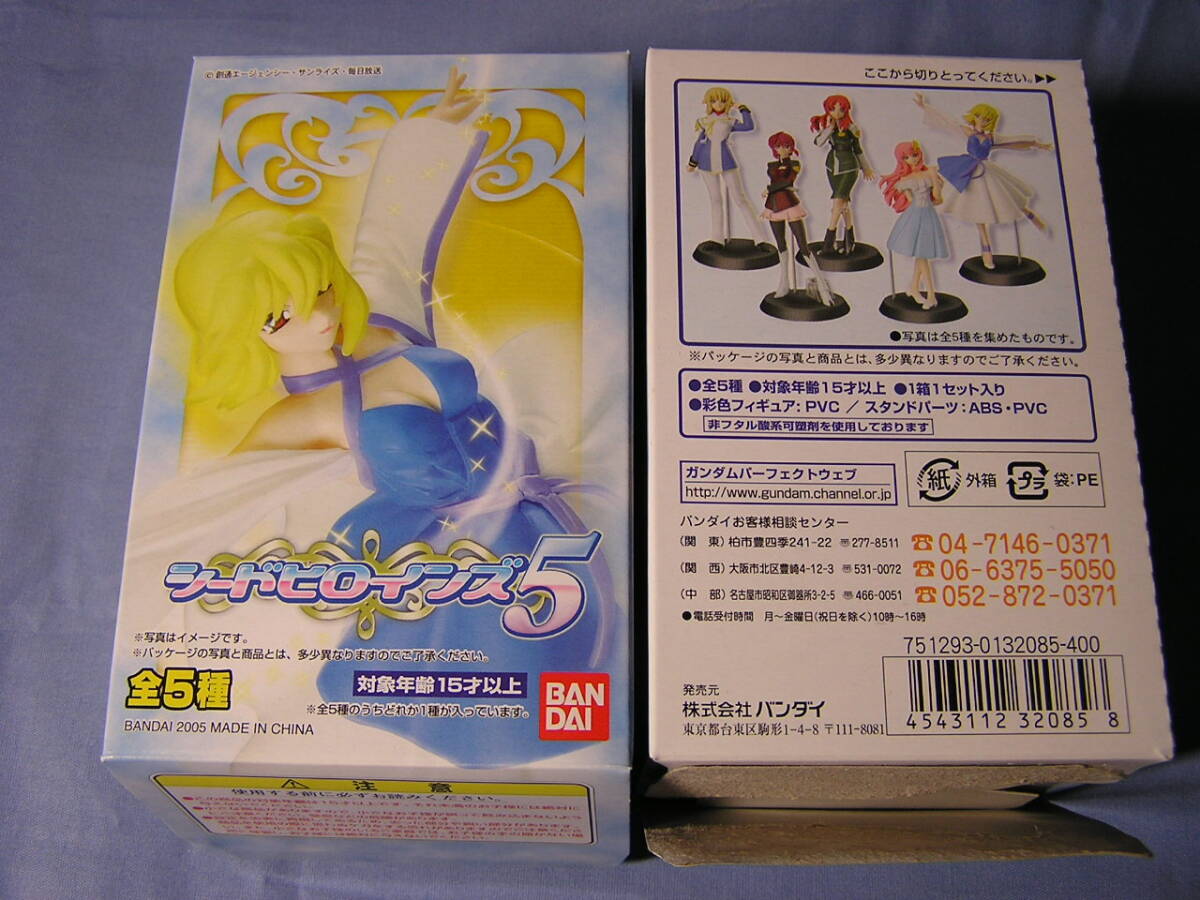 ©創通エージェンシー・サンライズ・毎日放送
シードヒロインズ5
※写真はイメージです。
※パッケージの写真と商品とは、多少異なりますのでご了承ください。
全5種
対象年齢15才以上
※全5種のうちどれか1種が入っています。
BANDAI 2005 MADE IN CHINA
BAN
DAI
注意
使用する前に必ずお読みください。
ここから切りとってください。▶▶
●写真は全5種を集めたものです。
※パッケージの写真と商品とは、多少異なりますのでご了承ください。
●全5種 ●対象年齢15才以上 ●1箱1セット入り
●彩色フィギュア:PVC / スタンドパーツ:ABS・PVC
非フタル酸系可塑剤を使用しております
ガンダムパーフェクトウェブ
http://www.gundam.channel.or.jp
紙 外箱 プラ 袋:PE
バンダイお客様相談センター
(関 東) 柏市豊四季241-22 〒277-8511 ☎04-7146-0371
(関 西) 大阪市北区豊崎4-12-3 〒531-0072 ☎06-6375-5050
(中 部) 名古屋市昭和区御器所3-2-5 〒466-0051 ☎052-872-0371
●電話受付時間 月～金曜日(祝日を除く)10時～16時
751293-0132085-400
発売元
株式会社 バンダイ
東京都台東区駒形1-4-8 〒111-8081
4543112 32085 8